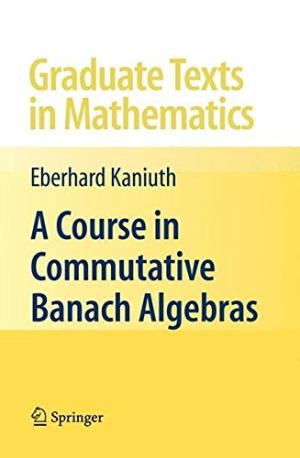 Graduate Texts
in Mathematics
Eberhard Kaniuth
A Course in
Commutative
Banach Algebras
Springer